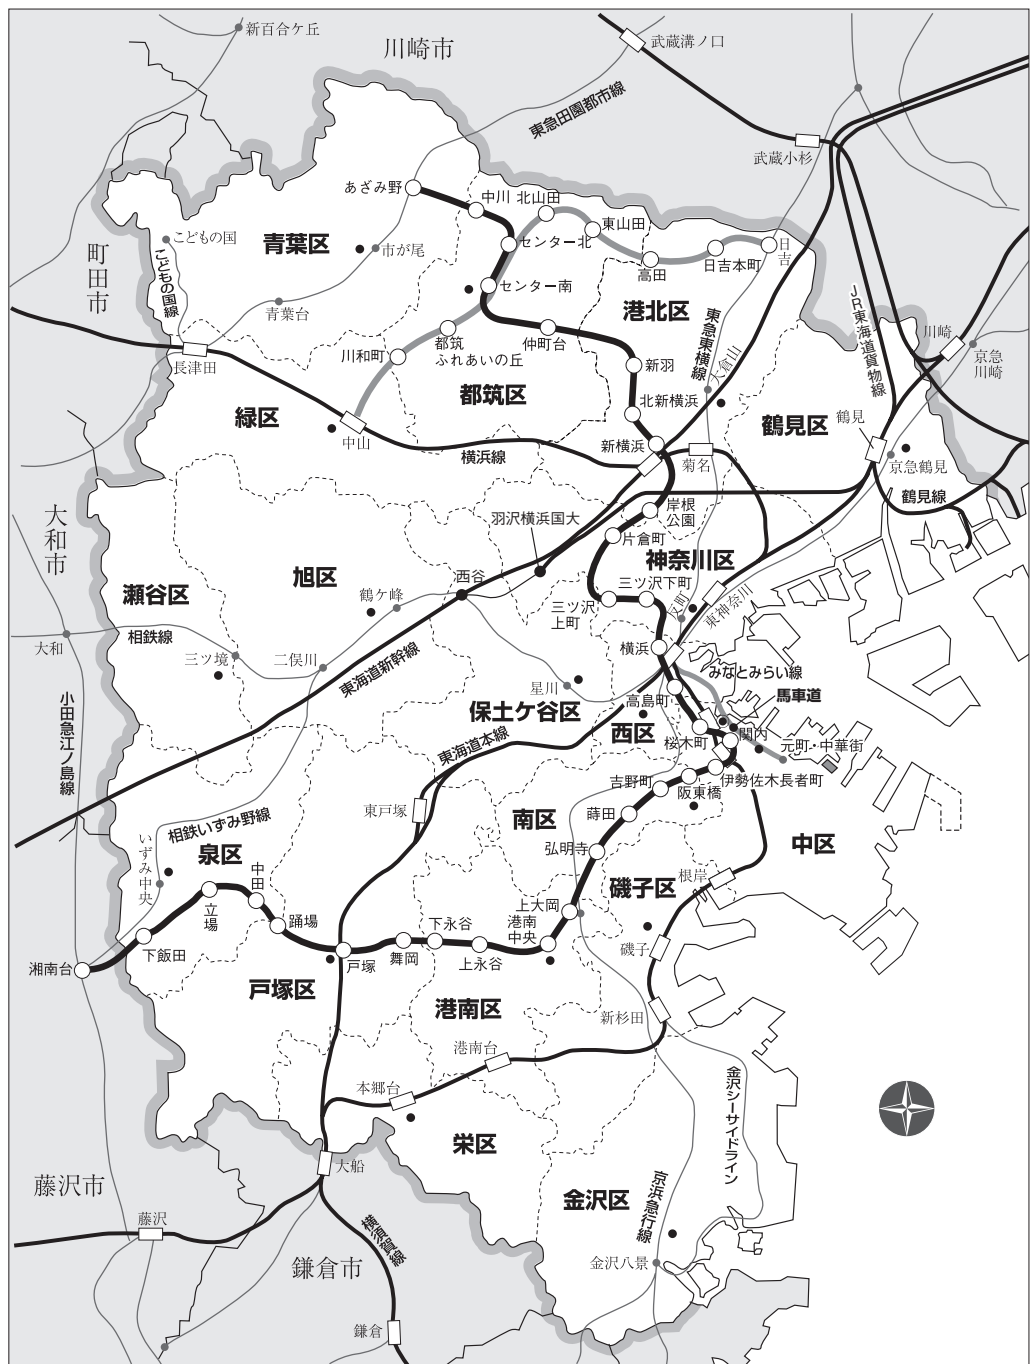 新百合ケ丘
川崎市
武蔵溝ノ口
東急田園都市線
武蔵小杉
あざみ野
中川
北山田
東山田
日吉
こどもの国
青葉区
市が尾
センター北
高田
日吉本町
町田市
こどもの国線
センター南
青葉台
港北区
東急東横線
JR東海道貨物線
川崎
京急
川崎
長津田
川和町
都筑
ふれあいの丘
仲町台
新羽
大倉山
都筑区
北新横浜
緑区
中山
横浜線
新横浜
菊名
鶴見区
鶴見
京急鶴見
鶴見線
大和市
羽沢横浜国大
岸根
公園
片倉町
神奈川区
瀬谷区
旭区
西谷
鶴ケ峰
三ツ沢下町
三ツ沢
上町
反町
東神奈川
大和
相鉄線
三ツ境
二俣川
横浜
東海道新幹線
星川
みなとみらい線
馬車道
高島町
小田急江ノ島線
保土ケ谷区
西区
桜木町
関内
元町・中華街
東海道本線
伊勢佐木長者町
吉野町
阪東橋
東戸塚
相鉄いずみ野線
南区
蒔田
中区
いずみ中央
泉区
弘明寺
中田
磯子区
根岸
立場
踊場
下永谷
港南
中央
上大岡
下飯田
湘南台
戸塚
舞岡
上永谷
磯子
戸塚区
港南区
新杉田
港南台
本郷台
金沢シーサイドライン
栄区
大船
藤沢市
金沢区
京浜急行線
藤沢
横須賀線
鎌倉市
金沢八景
鎌倉